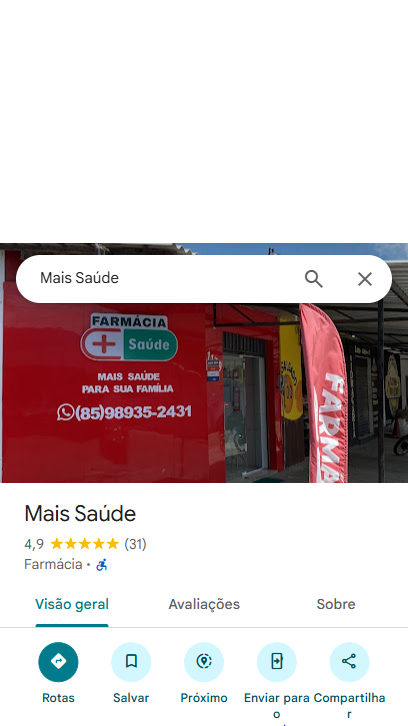 Mais Saúde
FARMÁCIA
Saúde
MAIS SAÚDE
PARA SUA FAMÍLIA
(85)98935-2431
FARMÁ
Mais Saúde
4,9 ★★★★★ (31)
Farmácia •
Visão geral
Avaliações
Sobre
Rotas
Salvar
Próximo
Enviar para
o
Compartilha
r